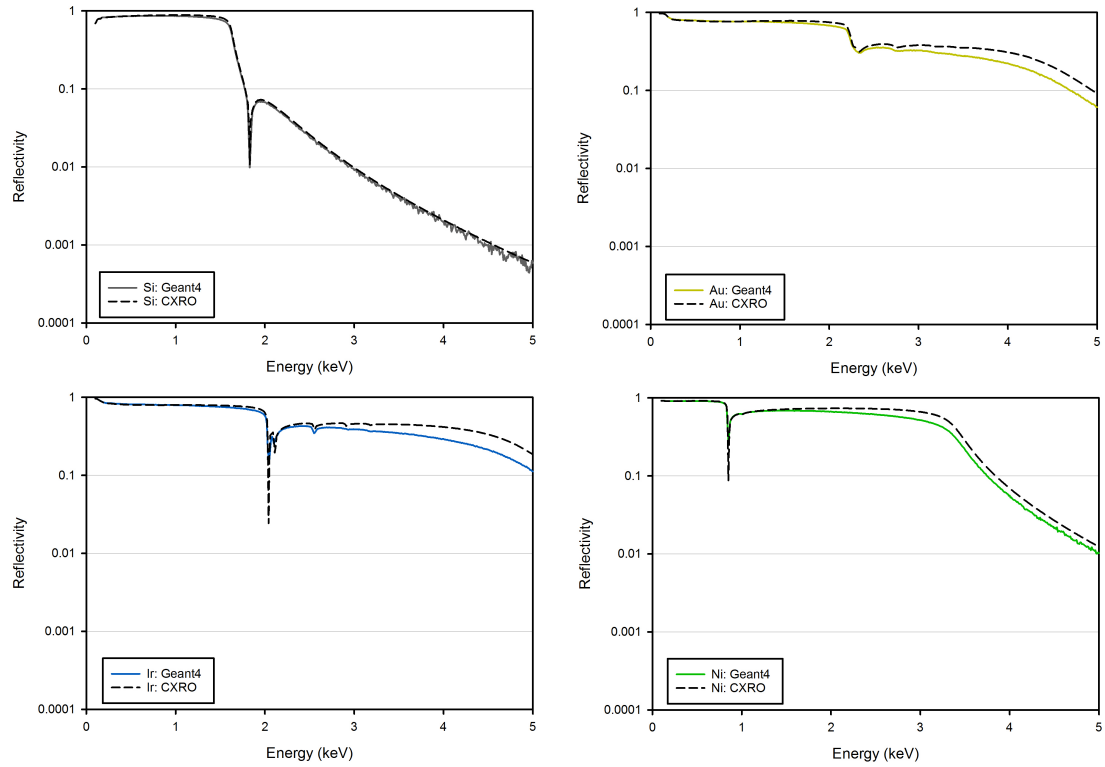 1
0.1
0.01
0.001
0.0001
Reflectivity
Si: Geant4
Si: CXRO
0 1 2 3 4 5
Energy (keV)
1
0.1
0.01
0.001
0.0001
Reflectivity
Au: Geant4
Au: CXRO
0 1 2 3 4 5
Energy (keV)
1
0.1
0.01
0.001
0.0001
Reflectivity
Ir: Geant4
Ir: CXRO
0 1 2 3 4 5
Energy (keV)
1
0.1
0.01
0.001
0.0001
Reflectivity
Ni: Geant4
Ni: CXRO
0 1 2 3 4 5
Energy (keV)